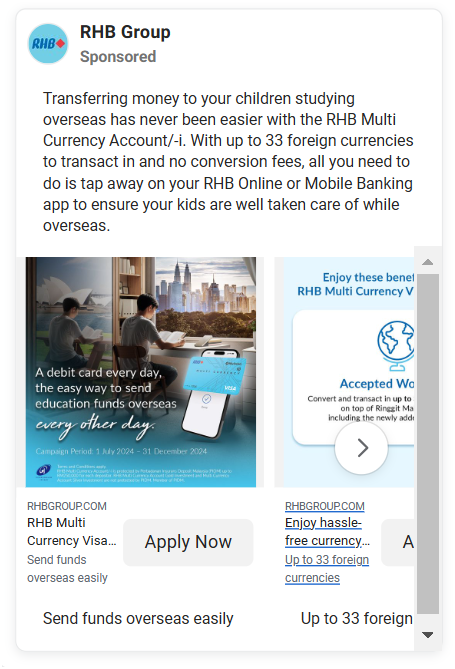 RHB Group
Sponsored
RHB
Transferring money to your children studying
overseas has never been easier with the RHB Multi
Currency Account/-i. With up to 33 foreign currencies
to transact in and no conversion fees, all you need to
do is tap away on your RHB Online or Mobile Banking
app to ensure your kids are well taken care of while
overseas.
A debit card every day,
the easy way to send
education funds overseas
every other day.
Campaign Period: 1 July 2024 – 31 December 2024
Terms and Conditions apply.
VISA
Enjoy these benef
RHB Multi Currency V
Accepted Wo
Convert and transact in up to
on top of Ringgit Ma
including the newly adde
RHBGROUP.COM
RHB Multi
Currency Visa...
Send funds
overseas easily
Apply Now
RHBGROUP.COM
Enjoy hassle-
free currency...
Up to 33 foreign
currencies
A
Send funds overseas easily
Up to 33 foreign